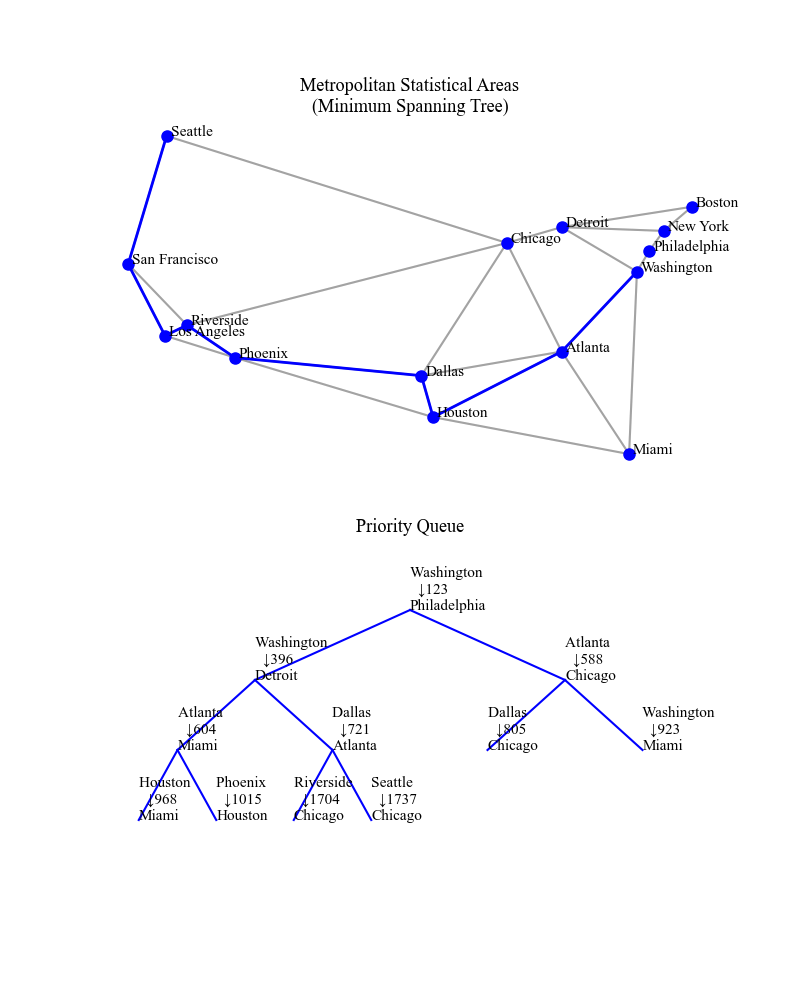 Metropolitan Statistical Areas
(Minimum Spanning Tree)
Seattle
Boston
Detroit
New York
Chicago
Philadelphia
San Francisco
Washington
Riverside
Los Angeles
Atlanta
Phoenix
Dallas
Houston
Miami
Priority Queue
Washington
↓123
Philadelphia
Washington
↓396
Detroit
Atlanta
↓588
Chicago
Atlanta
↓604
Miami
Dallas
↓721
Atlanta
Dallas
↓805
Chicago
Washington
↓923
Miami
Houston
↓968
Miami
Phoenix
↓1015
Houston
Riverside
↓1704
Chicago
Seattle
↓1737
Chicago